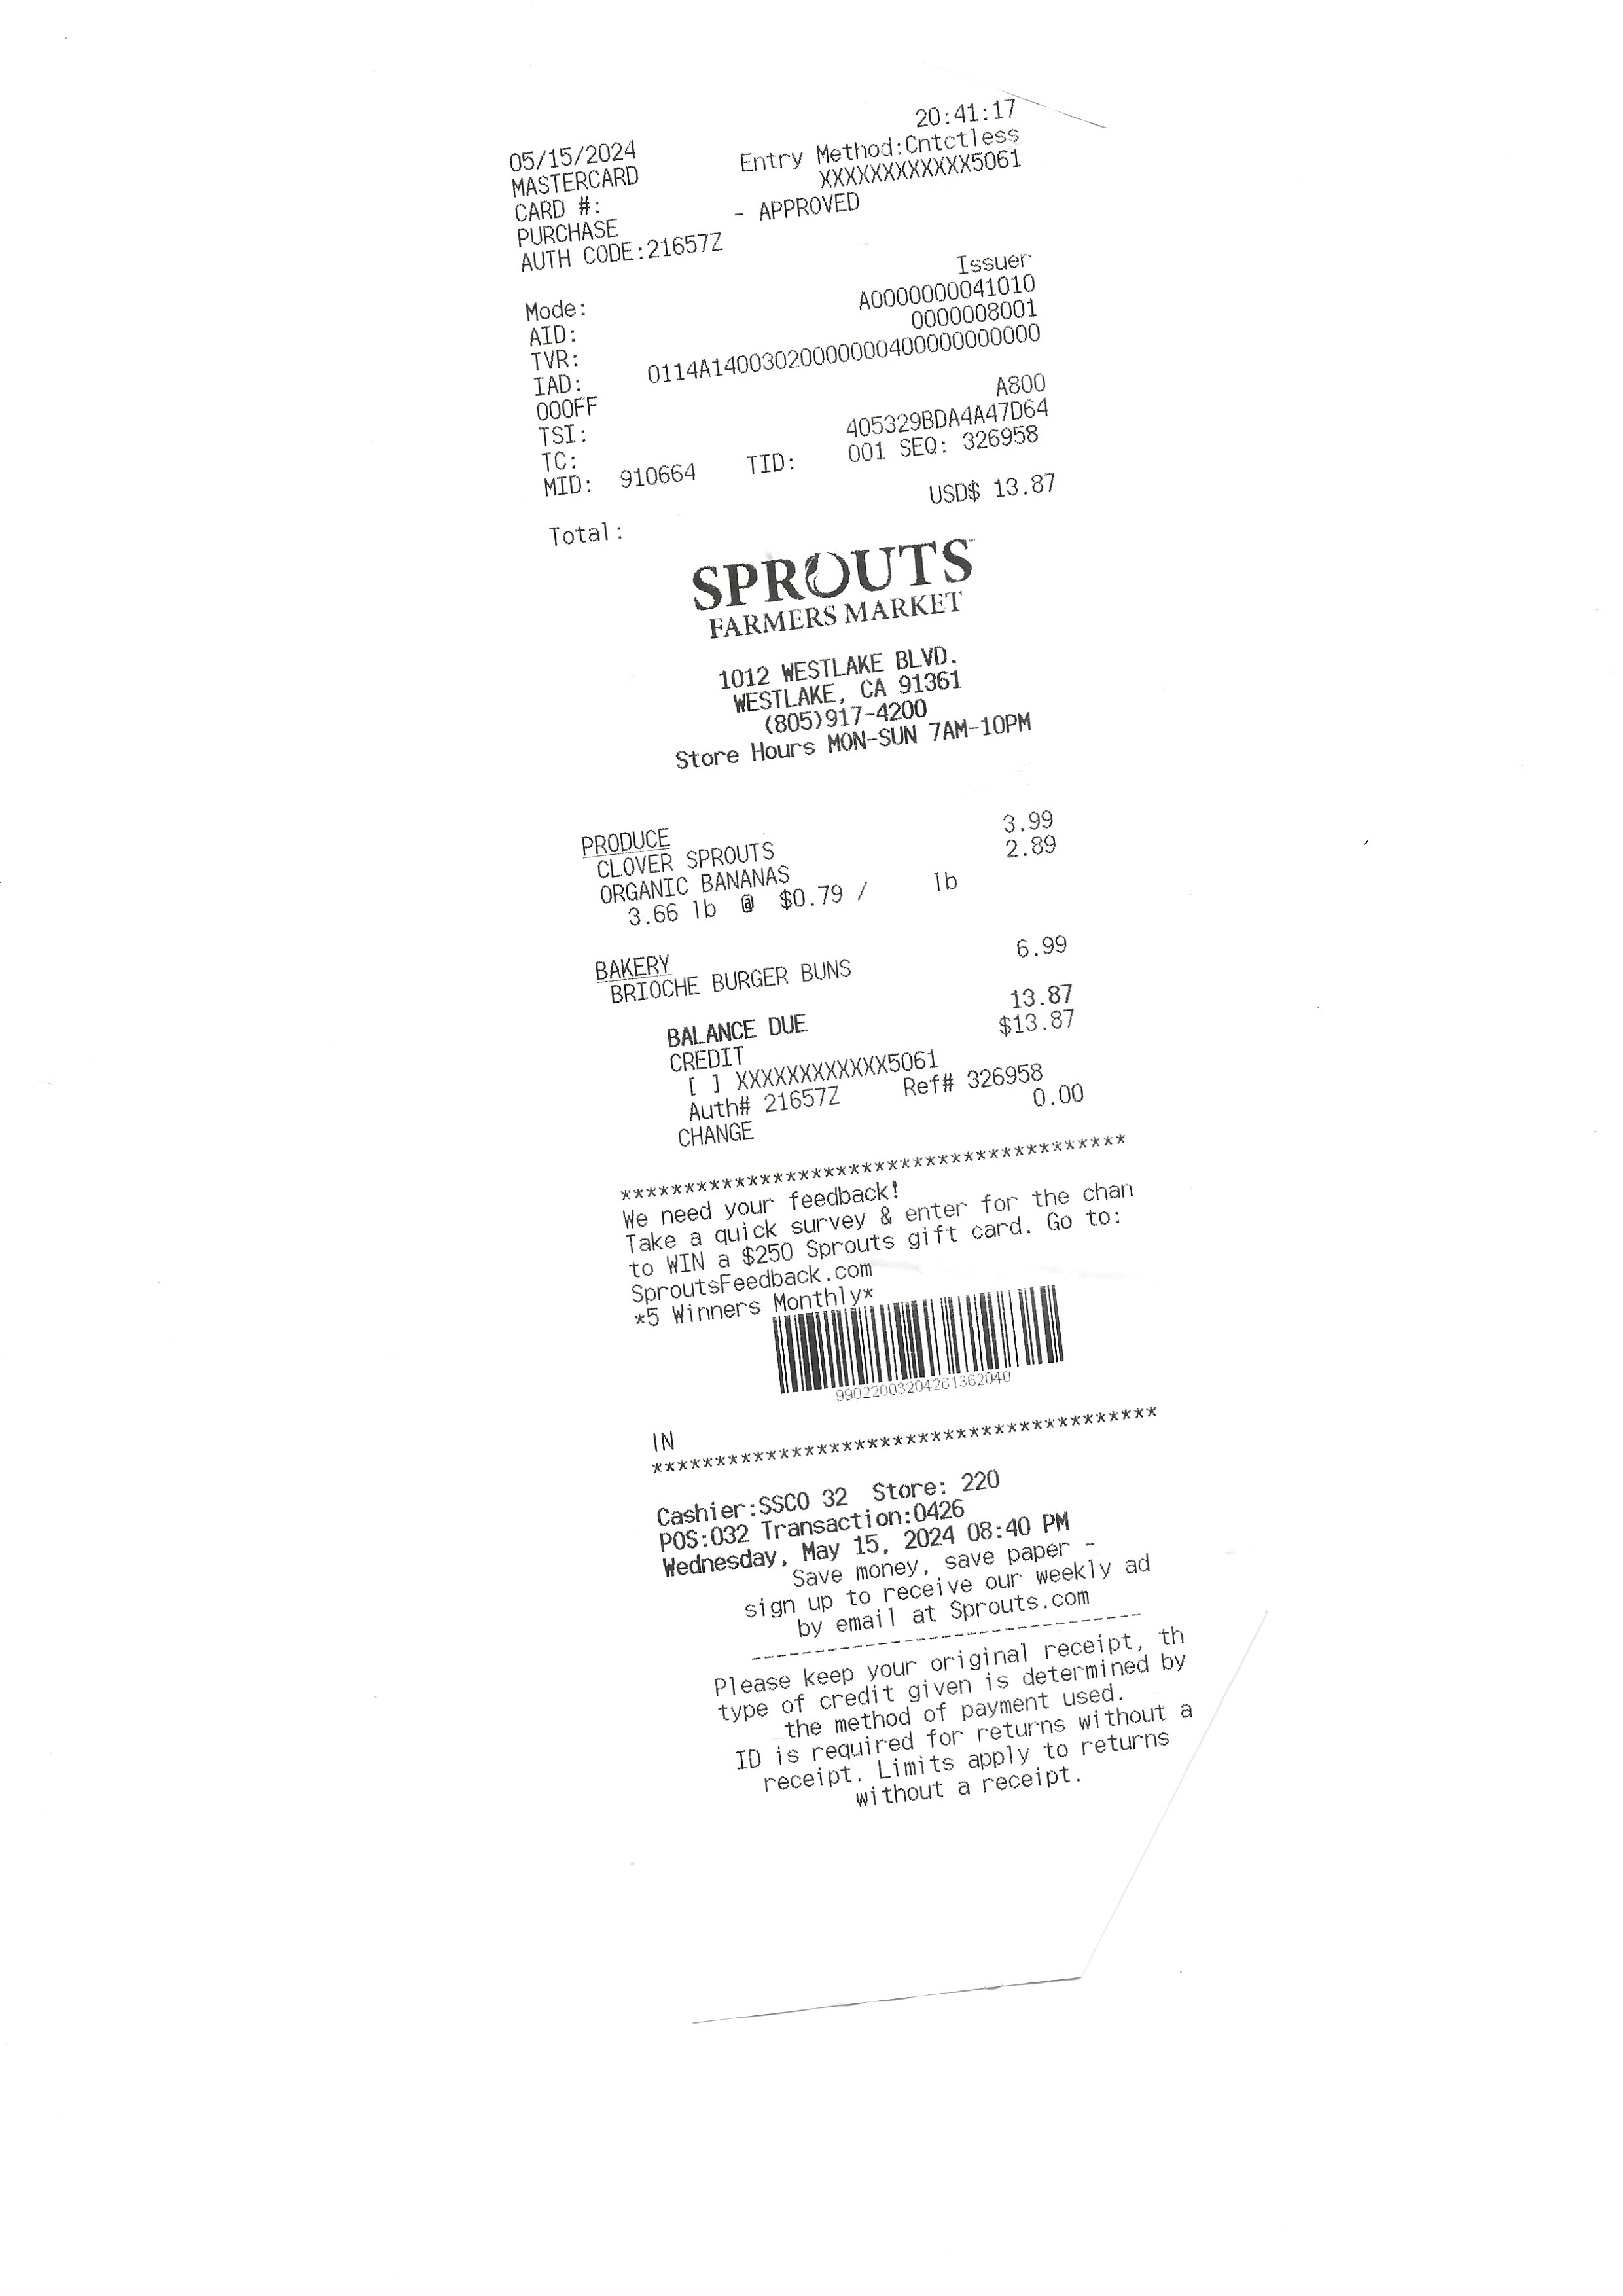 20:41:17
05/15/2024 Entry Method:Cntctless
MASTERCARD XXXXXXXXXXXX5061
CARD #:
PURCHASE - APPROVED
AUTH CODE:21657Z
Mode: Issuer
AID: A0000000041010
TVR: 0000008001
IAD: 0114A14003020000000400000000000
000FF
TSI: A800
TC: 405329BDA4A47D64
MID: 910664 TID: 001 SEQ: 326958
Total: USD$ 13.87
SPROUTS
FARMERS MARKET
1012 WESTLAKE BLVD.
WESTLAKE, CA 91361
(805)917-4200
Store Hours MON-SUN 7AM-10PM
PRODUCE
CLOVER SPROUTS 3.99
ORGANIC BANANAS 2.89
3.66 lb @ $0.79 / lb
BAKERY
BRIOCHE BURGER BUNS 6.99
BALANCE DUE 13.87
CREDIT $13.87
[ ] XXXXXXXXXXXX5061
Auth# 21657Z Ref# 326958
CHANGE 0.00
****************************************
We need your feedback!
Take a quick survey & enter for the chan
to WIN a $250 Sprouts gift card. Go to:
SproutsFeedback.com
*5 Winners Monthly*
99022003204261362040
IN
****************************************
Cashier:SSCO 32 Store: 220
POS:032 Transaction:0426
Wednesday, May 15, 2024 08:40 PM
Save money, save paper -
sign up to receive our weekly ad
by email at Sprouts.com
-------------------------------
Please keep your original receipt, th
type of credit given is determined by
the method of payment used.
ID is required for returns without a
receipt. Limits apply to returns
without a receipt.